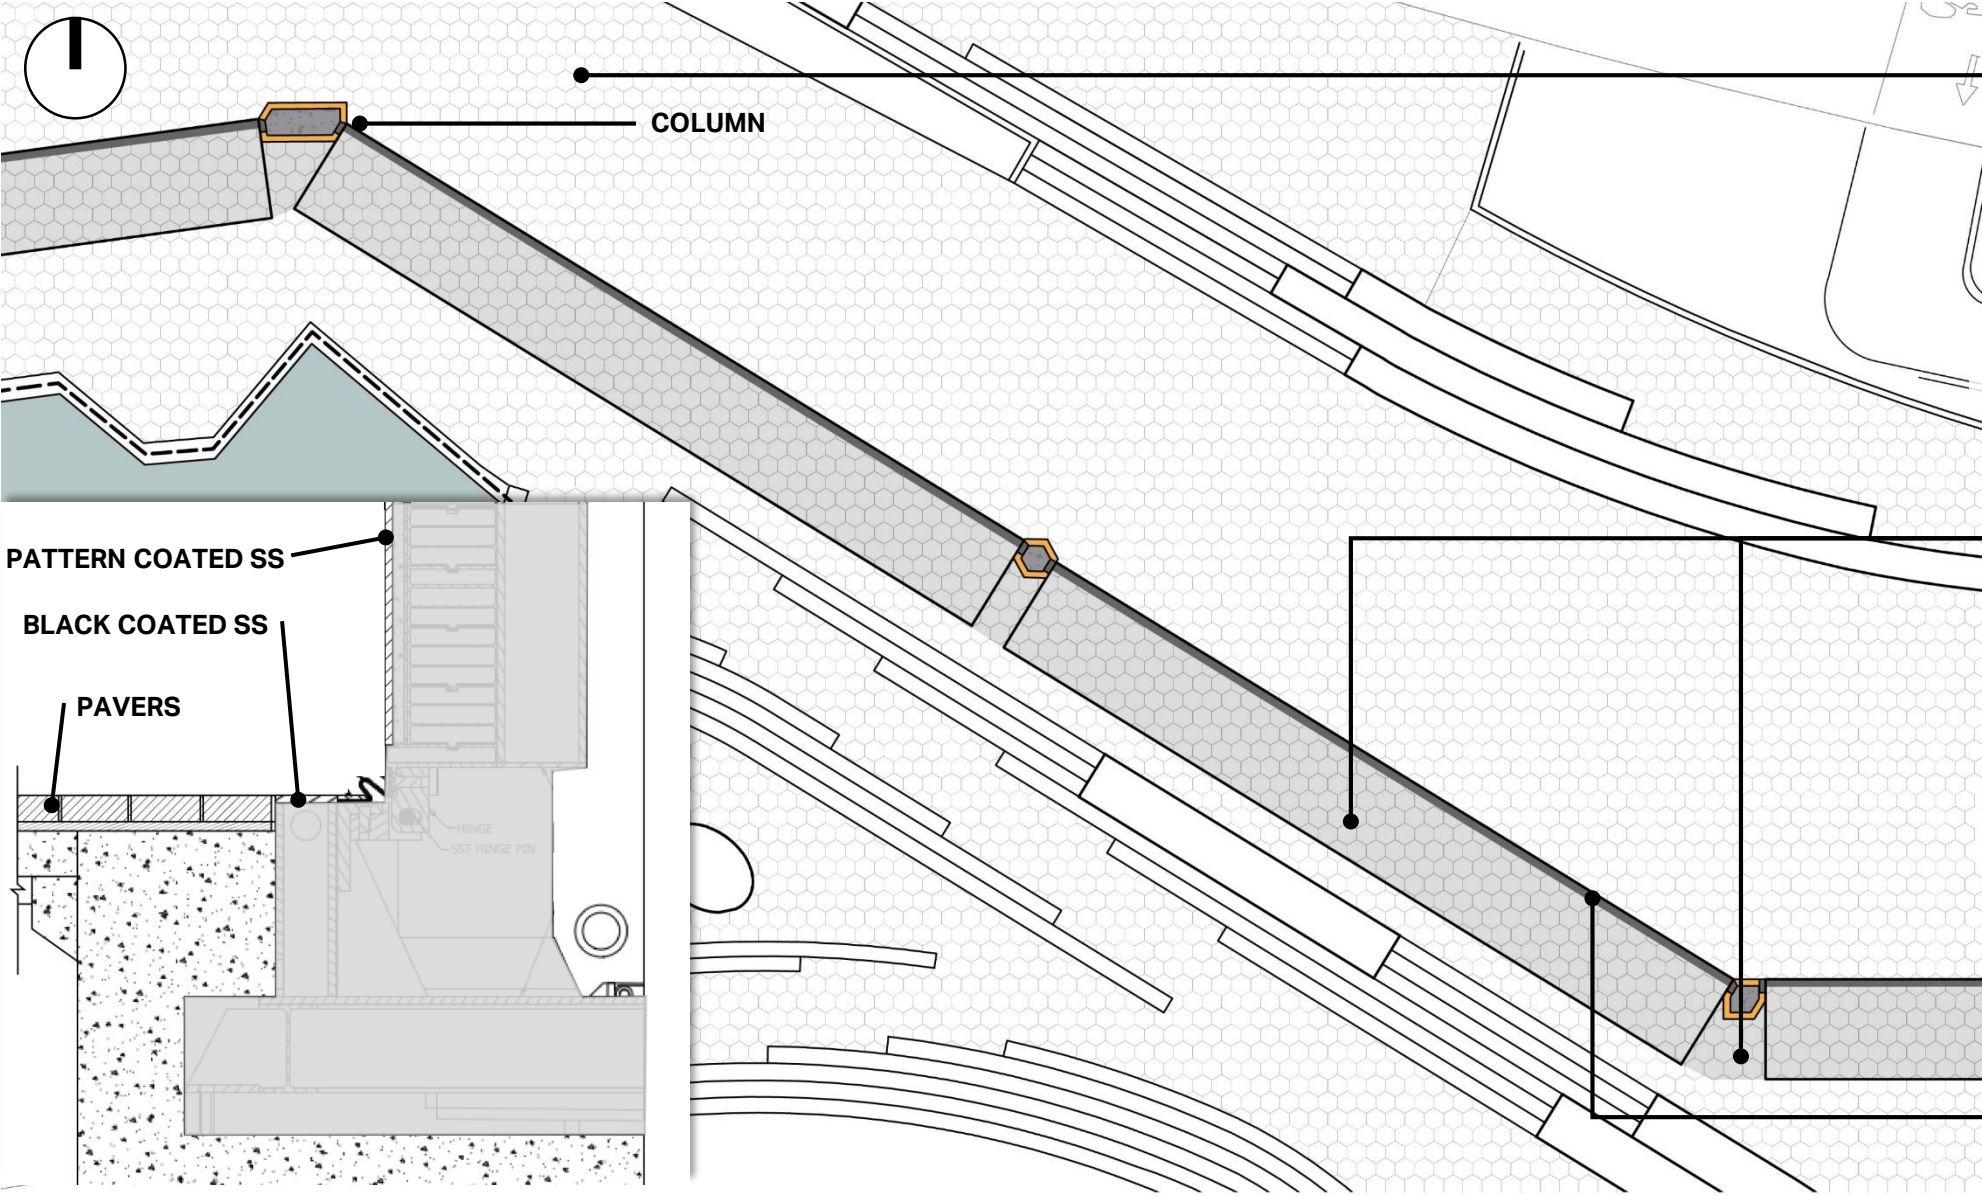 COLUMN
PATTERN COATED SS
BLACK COATED SS
PAVERS
HINGE
SST HINGE PIN